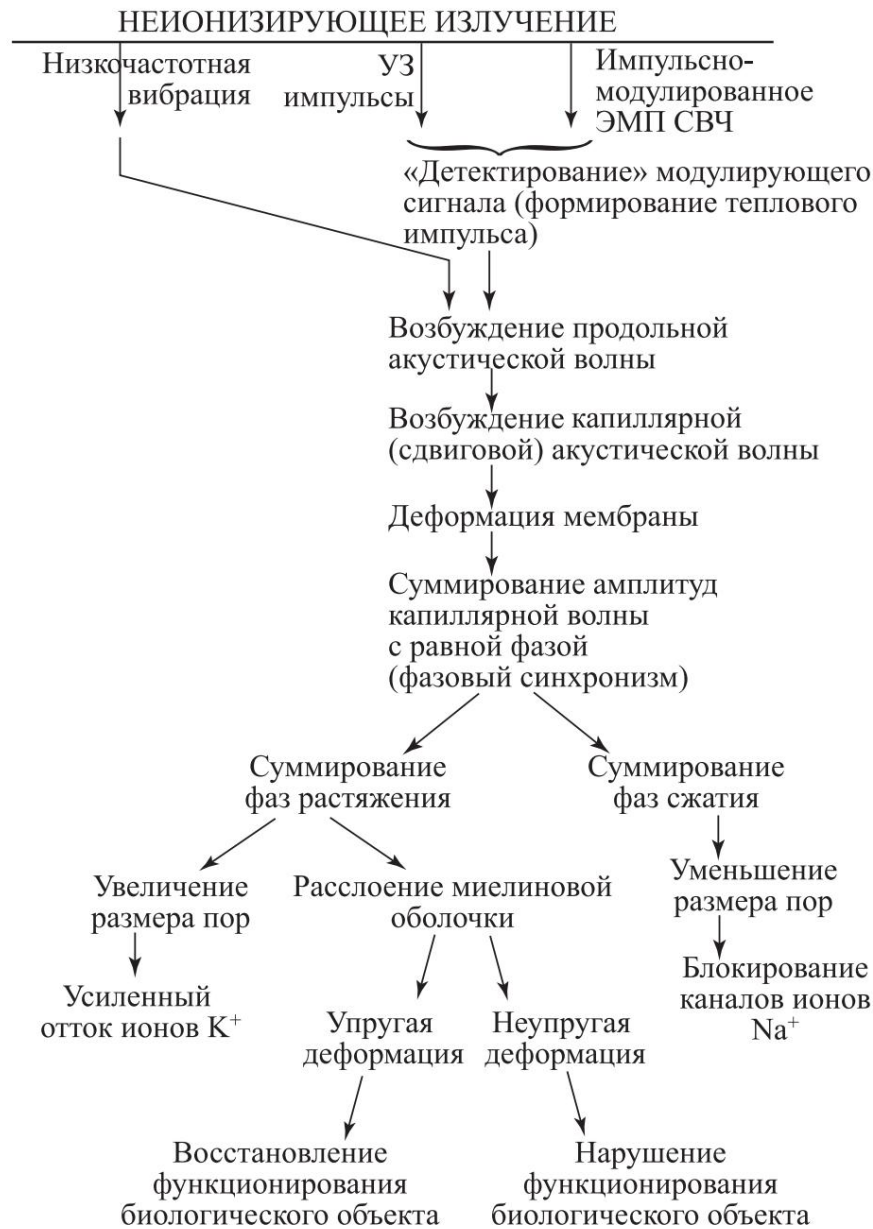 НЕИОНИЗИРУЮЩЕЕ ИЗЛУЧЕНИЕ
Низкочастотная
вибрация
УЗ
импульсы
Импульсно-
модулированное
ЭМП СВЧ
«Детектирование» модулирующего
сигнала (формирование теплового
импульса)
Возбуждение продольной
акустической волны
Возбуждение капиллярной
(сдвиговой) акустической волны
Деформация мембраны
Суммирование амплитуд
капиллярной волны
с равной фазой
(фазовый синхронизм)
Суммирование
фаз растяжения
Суммирование
фаз сжатия
Увеличение
размера пор
Расслоение миелиновой
оболочки
Уменьшение
размера пор
Усиленный
отток ионов K⁺
Упругая
деформация
Неупругая
деформация
Блокирование
каналов ионов
Na⁺
Восстановление
функционирования
биологического объекта
Нарушение
функционирования
биологического объекта